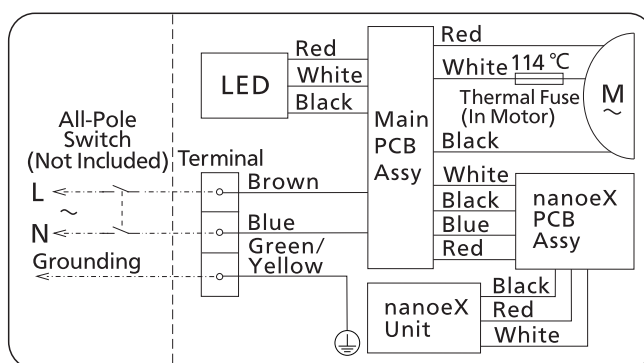 Red
White
Black
LED
Main
PCB
Assy
Red
White 114 °C
Thermal Fuse
(In Motor)
Black
M
~
All-Pole
Switch
(Not Included)
Terminal
L
~
N
Grounding
Brown
Blue
Green/
Yellow
White
Black
Blue
Red
nanoeX
PCB
Assy
nanoeX
Unit
Black
Red
White